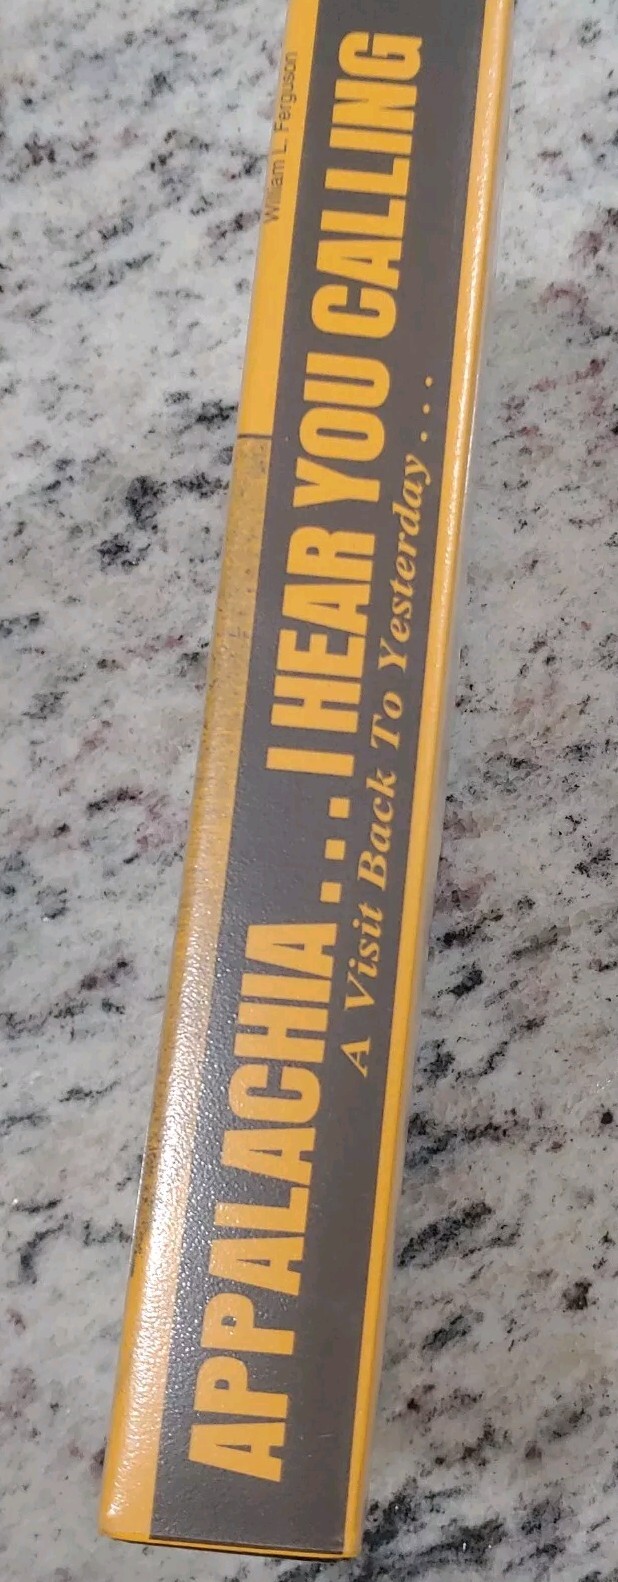 William L. Ferguson
APPALACHIA... I HEAR YOU CALLING
A Visit Back To Yesterday...